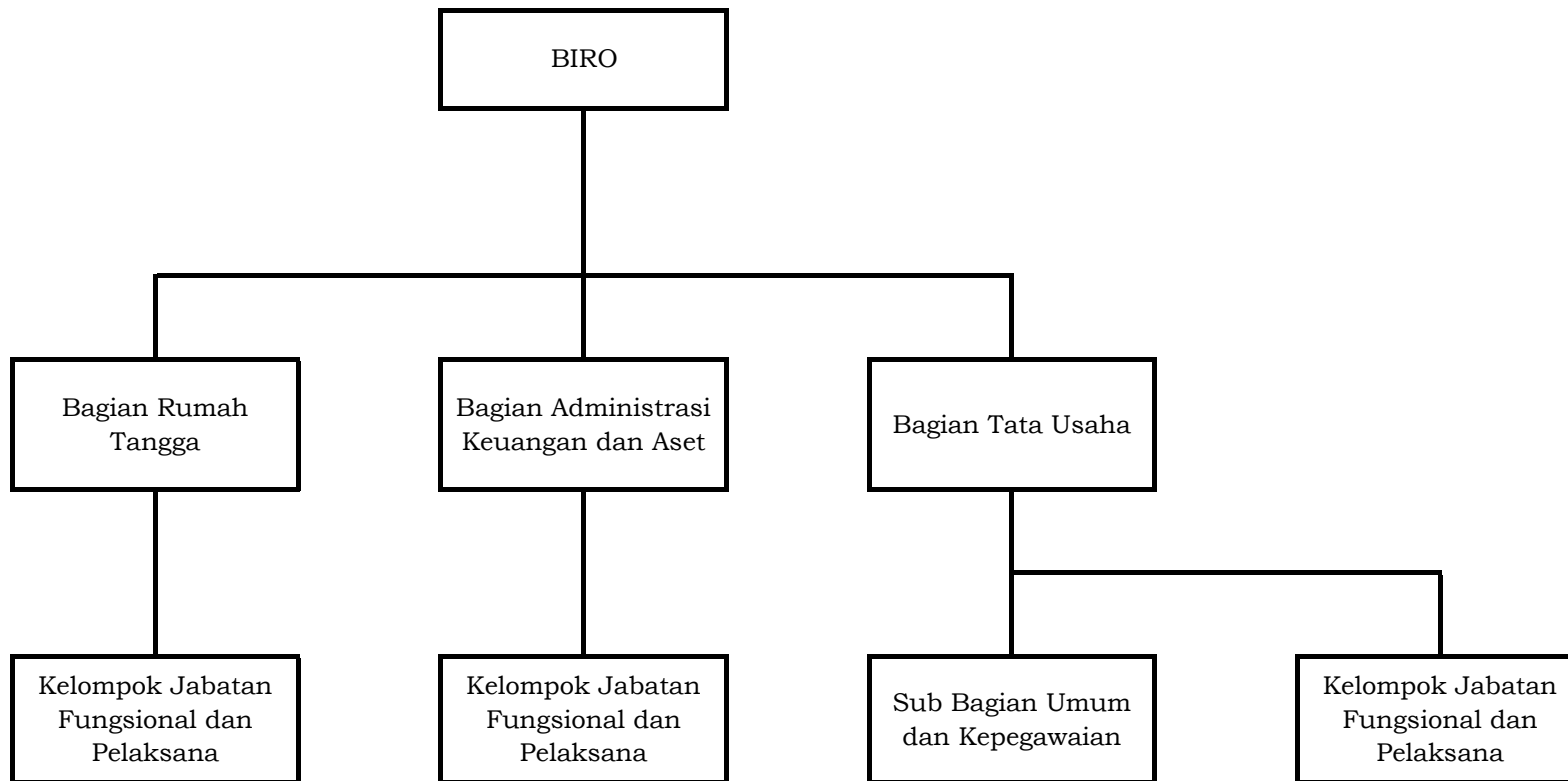 BIRO
Bagian Rumah
Tangga
Bagian Administrasi
Keuangan dan Aset
Bagian Tata Usaha
Kelompok Jabatan
Fungsional dan
Pelaksana
Kelompok Jabatan
Fungsional dan
Pelaksana
Sub Bagian Umum
dan Kepegawaian
Kelompok Jabatan
Fungsional dan
Pelaksana